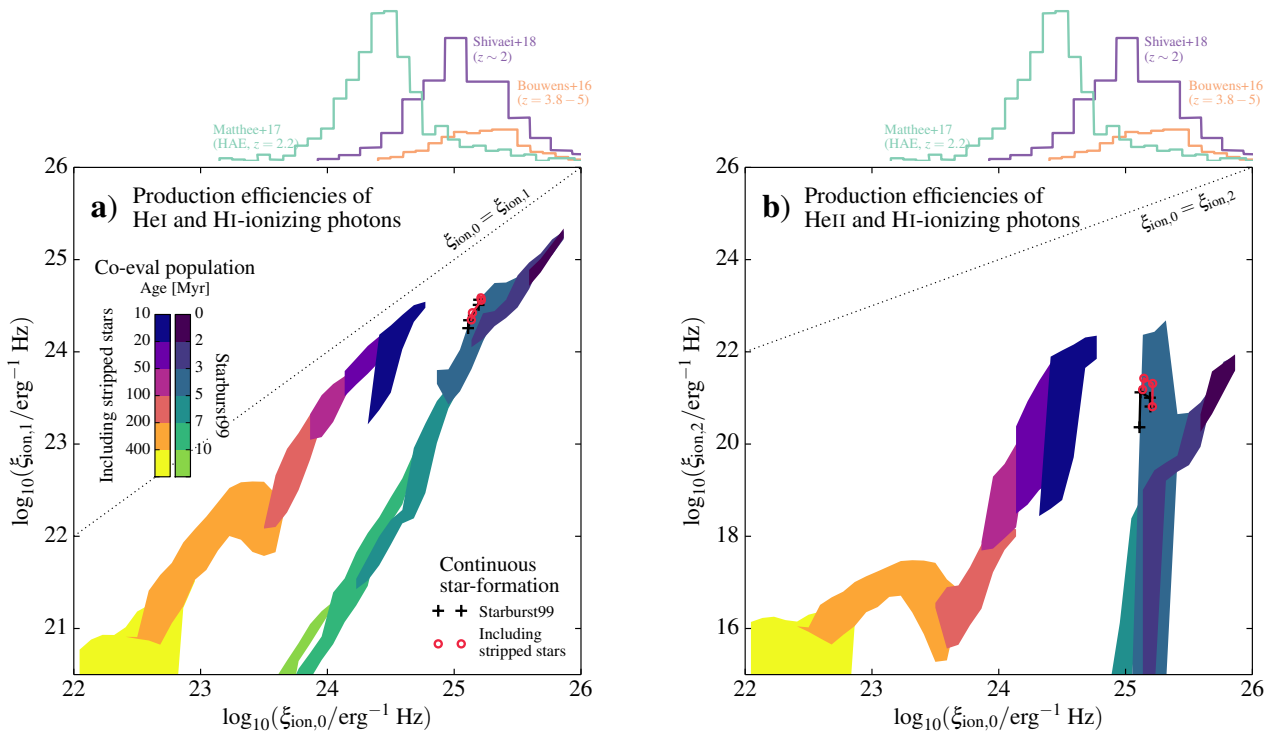 Shivaei+18
(z ∼ 2)
Bouwens+16
(z = 3.8 − 5)
Matthee+17
(HAE, z = 2.2)
26
25
24
23
22
21
22
23
24
25
26
log₁₀(ξion,1/erg⁻¹ Hz)
log₁₀(ξion,0/erg⁻¹ Hz)
a) Production efficiencies of
HeI and HI-ionizing photons
ξion,0 = ξion,1
Co-eval population
Age [Myr]
10
20
50
100
200
400
0
2
3
5
7
10
Including stripped stars
Starburst99
Continuous
star-formation
Starburst99
Including
stripped stars
Shivaei+18
(z ∼ 2)
Bouwens+16
(z = 3.8 − 5)
Matthee+17
(HAE, z = 2.2)
26
24
22
20
18
16
22
23
24
25
26
log₁₀(ξion,2/erg⁻¹ Hz)
log₁₀(ξion,0/erg⁻¹ Hz)
b) Production efficiencies of
HeII and HI-ionizing photons
ξion,0 = ξion,2